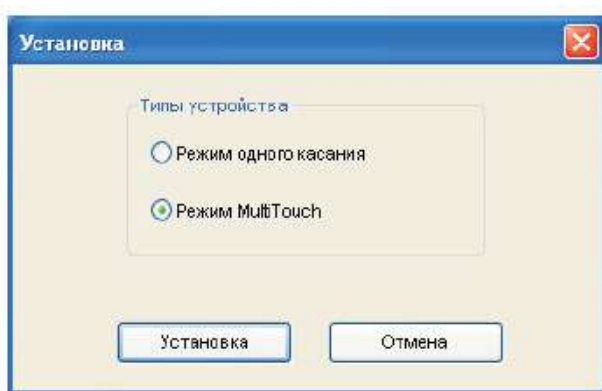 Установка
Типы устройства
Режим одного касания
Режим MultiTouch
Установка
Отмена